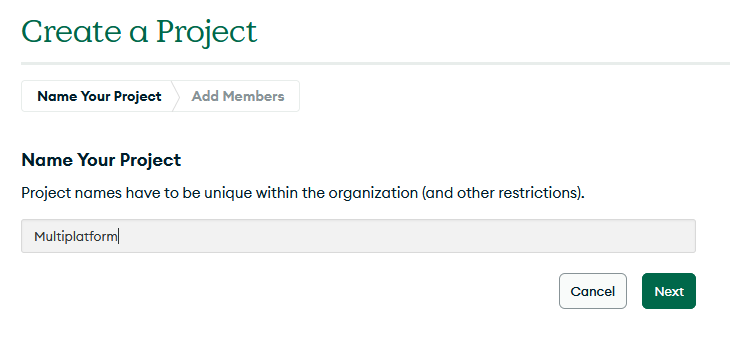 Create a Project
Name Your Project
Add Members
Name Your Project
Project names have to be unique within the organization (and other restrictions).
Multiplatform
Cancel
Next